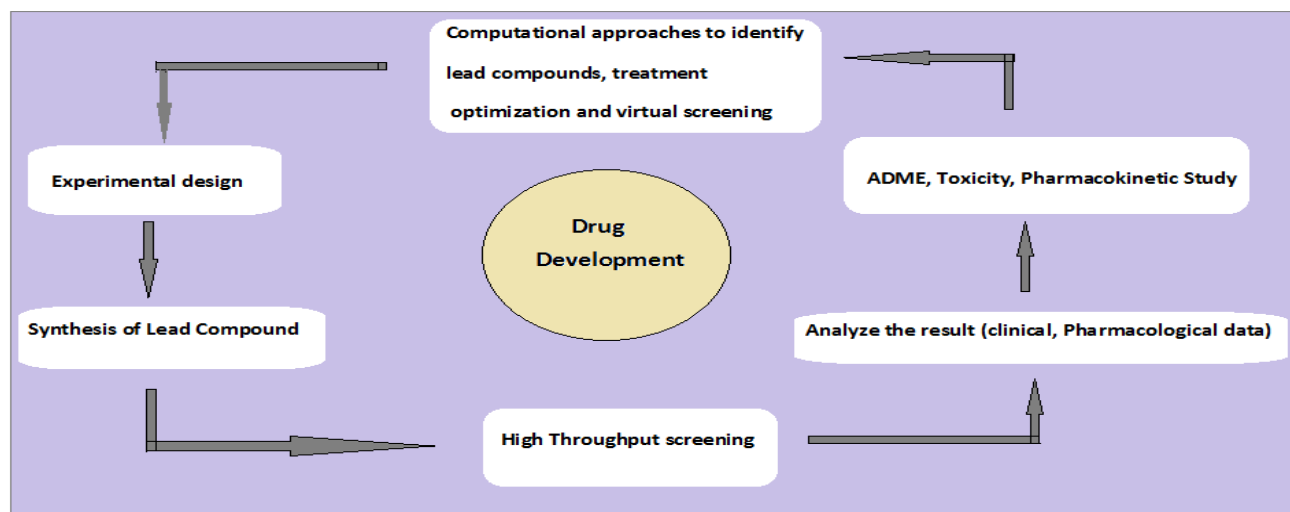 Computational approaches to identify
lead compounds, treatment
optimization and virtual screening
Experimental design
ADME, Toxicity, Pharmacokinetic Study
Drug
Development
Synthesis of Lead Compound
Analyze the result (clinical, Pharmacological data)
High Throughput screening